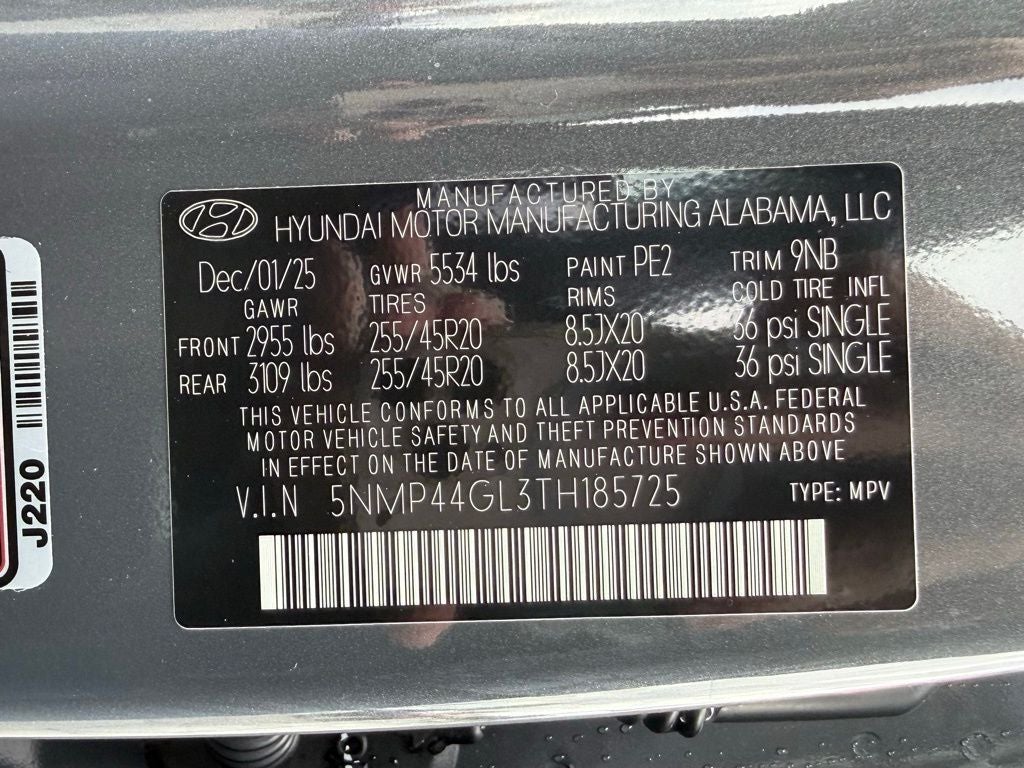 MANUFACTURED BY
HYUNDAI MOTOR MANUFACTURING ALABAMA, LLC
Dec/01/25 GVWR 5534 lbs PAINT PE2 TRIM 9NB
GAWR TIRES RIMS COLD TIRE INFL
FRONT 2955 lbs 255/45R20 8.5JX20 36 psi SINGLE
REAR 3109 lbs 255/45R20 8.5JX20 36 psi SINGLE
THIS VEHICLE CONFORMS TO ALL APPLICABLE U.S.A. FEDERAL
MOTOR VEHICLE SAFETY AND THEFT PREVENTION STANDARDS
IN EFFECT ON THE DATE OF MANUFACTURE SHOWN ABOVE
V.I.N 5NMP44GL3TH185725 TYPE: MPV
J220